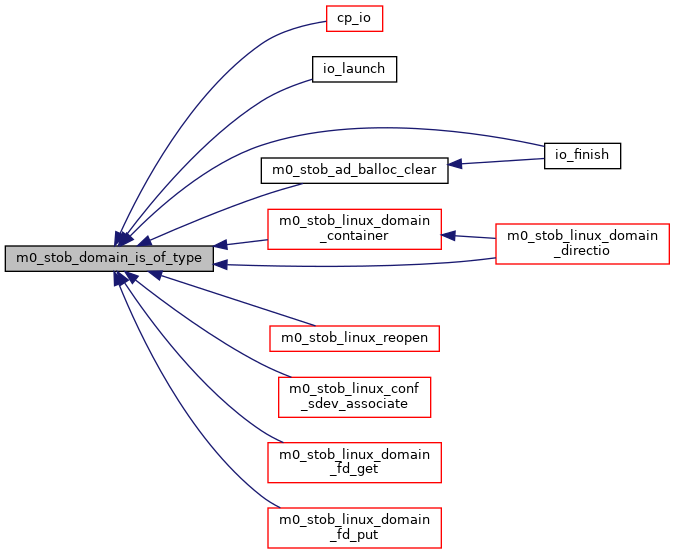 cp_io
io_launch
io_finish
m0_stob_ad_balloc_clear
m0_stob_linux_domain
_container
m0_stob_linux_domain
_directio
m0_stob_domain_is_of_type
m0_stob_linux_reopen
m0_stob_linux_conf
_sdev_associate
m0_stob_linux_domain
_fd_get
m0_stob_linux_domain
_fd_put